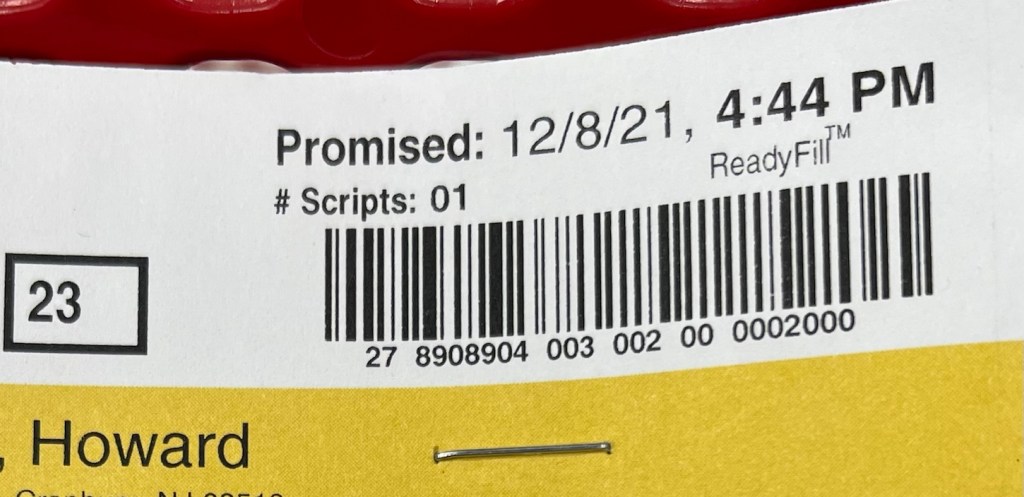 Promised: 12/8/21, 4:44 PM
ReadyFill™
# Scripts: 01
23
27 8908904 003 002 00 0002000
, Howard